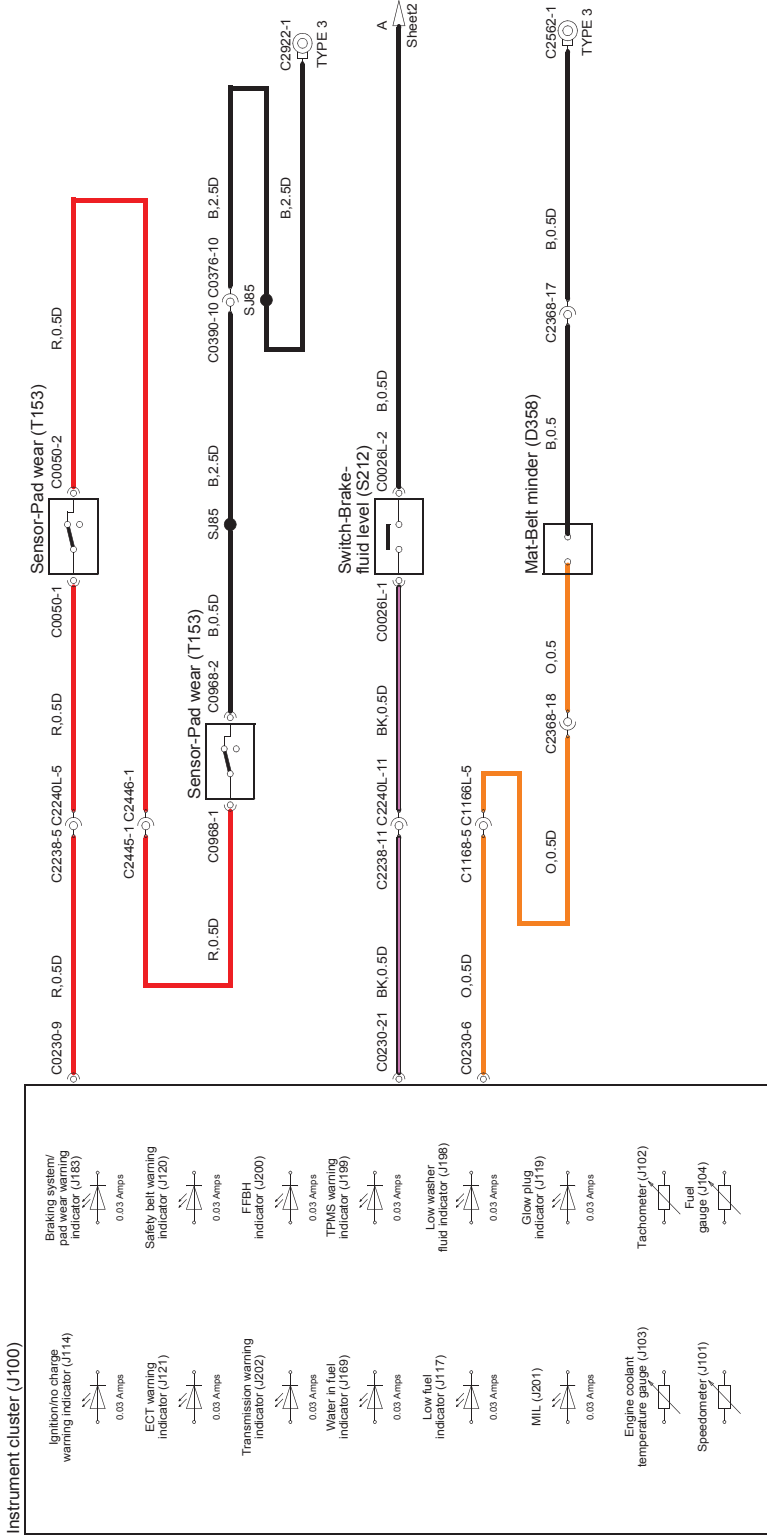 Instrument cluster (J100)
Ignition/no charge
warning indicator (J114)
0.03 Amps
Braking system/
pad wear warning
indicator (J183)
0.03 Amps
ECT warning
indicator (J121)
0.03 Amps
Safety belt warning
indicator (J120)
0.03 Amps
Transmission warning
indicator (J202)
0.03 Amps
FFBH
indicator (J200)
0.03 Amps
Water in fuel
indicator (J169)
0.03 Amps
TPMS warning
indicator (J199)
0.03 Amps
Low fuel
indicator (J117)
0.03 Amps
Low washer
fluid indicator (J198)
0.03 Amps
MIL (J201)
0.03 Amps
Glow plug
indicator (J119)
0.03 Amps
Engine coolant
temperature gauge (J103)
Tachometer (J102)
Speedometer (J101)
Fuel
gauge (J104)
C0230-9
R,0.5D
C2238-5 C2240L-5
R,0.5D
C0050-1
Sensor-Pad wear (T153)
C0050-2
R,0.5D
C2445-1 C2446-1
R,0.5D
C0968-1
Sensor-Pad wear (T153)
C0968-2
B,0.5D
SJ85
B,2.5D
C0390-10 C0376-10
B,2.5D
SJ85
B,2.5D
C2922-1
TYPE 3
C0230-21
BK,0.5D
C2238-11 C2240L-11
BK,0.5D
C0026L-1
Switch-Brake-
fluid level (S212)
C0026L-2
B,0.5D
A
Sheet2
C0230-6
O,0.5D
C1168-5 C1166L-5
O,0.5D
C2368-18
O,0.5
Mat-Belt minder (D358)
B,0.5
C2368-17
B,0.5D
C2562-1
TYPE 3